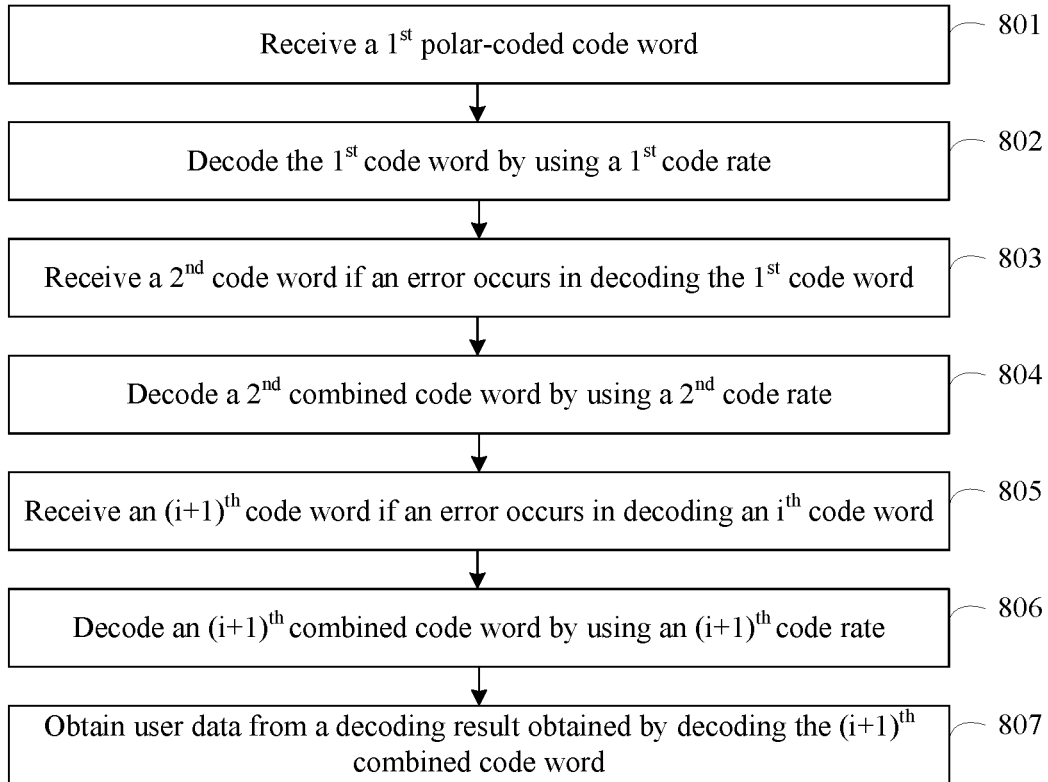 Receive a 1st polar-coded code word
801
Decode the 1st code word by using a 1st code rate
802
Receive a 2nd code word if an error occurs in decoding the 1st code word
803
Decode a 2nd combined code word by using a 2nd code rate
804
Receive an (i+1)th code word if an error occurs in decoding an ith code word
805
Decode an (i+1)th combined code word by using an (i+1)th code rate
806
Obtain user data from a decoding result obtained by decoding the (i+1)th
combined code word
807